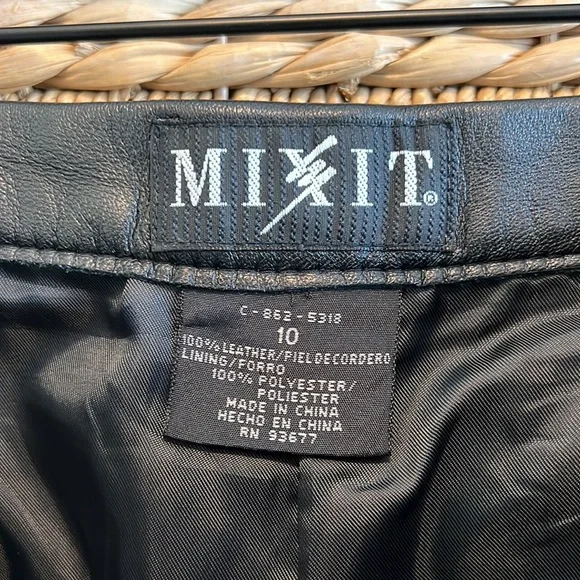 MIXIT®
C-862-5318
10
100% LEATHER/PIEL DE CORDERO
LINING/FORRO
100% POLYESTER/
POLIESTER
MADE IN CHINA
HECHO EN CHINA
RN 93677